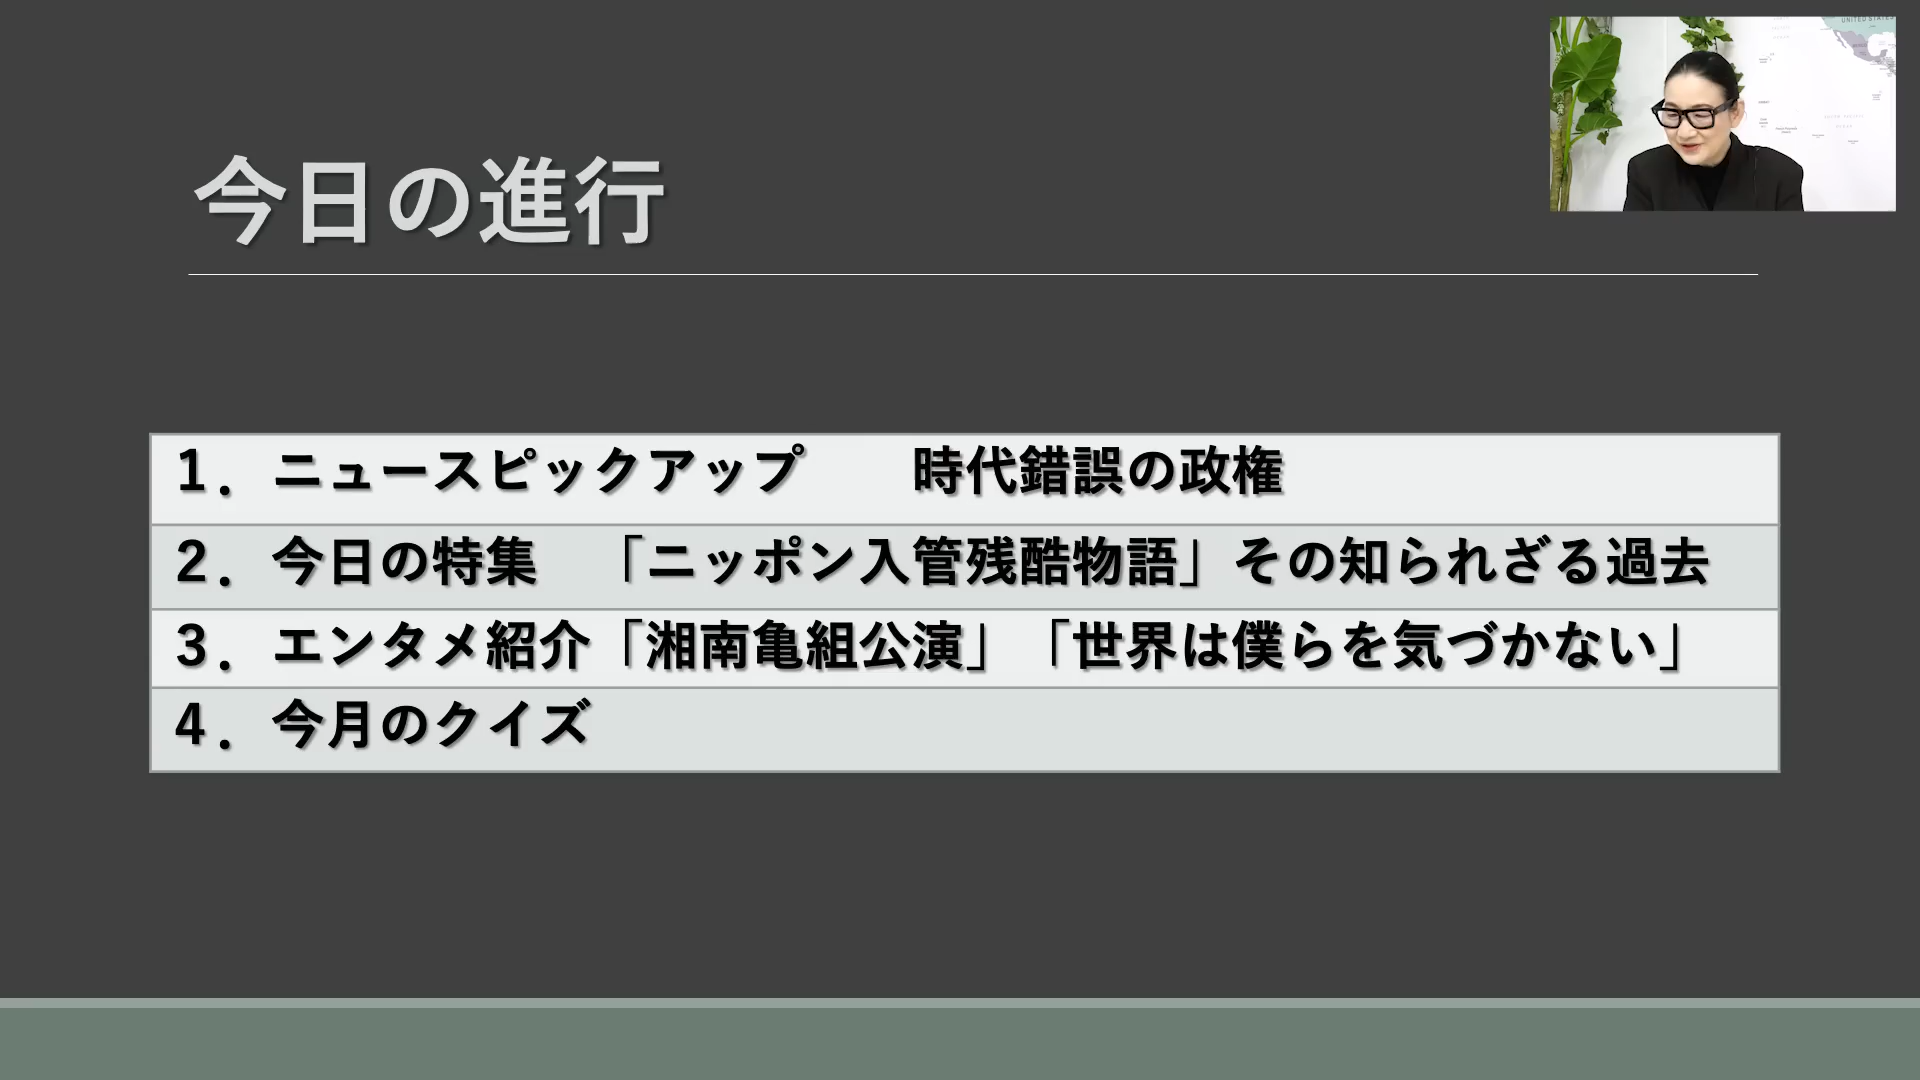 UNITED STATES
今日の進行
1．ニュースピックアップ　　時代錯誤の政権
2．今日の特集　「ニッポン入管残酷物語」その知られざる過去
3．エンタメ紹介「湘南亀組公演」「世界は僕らを気づかない」
4．今月のクイズ